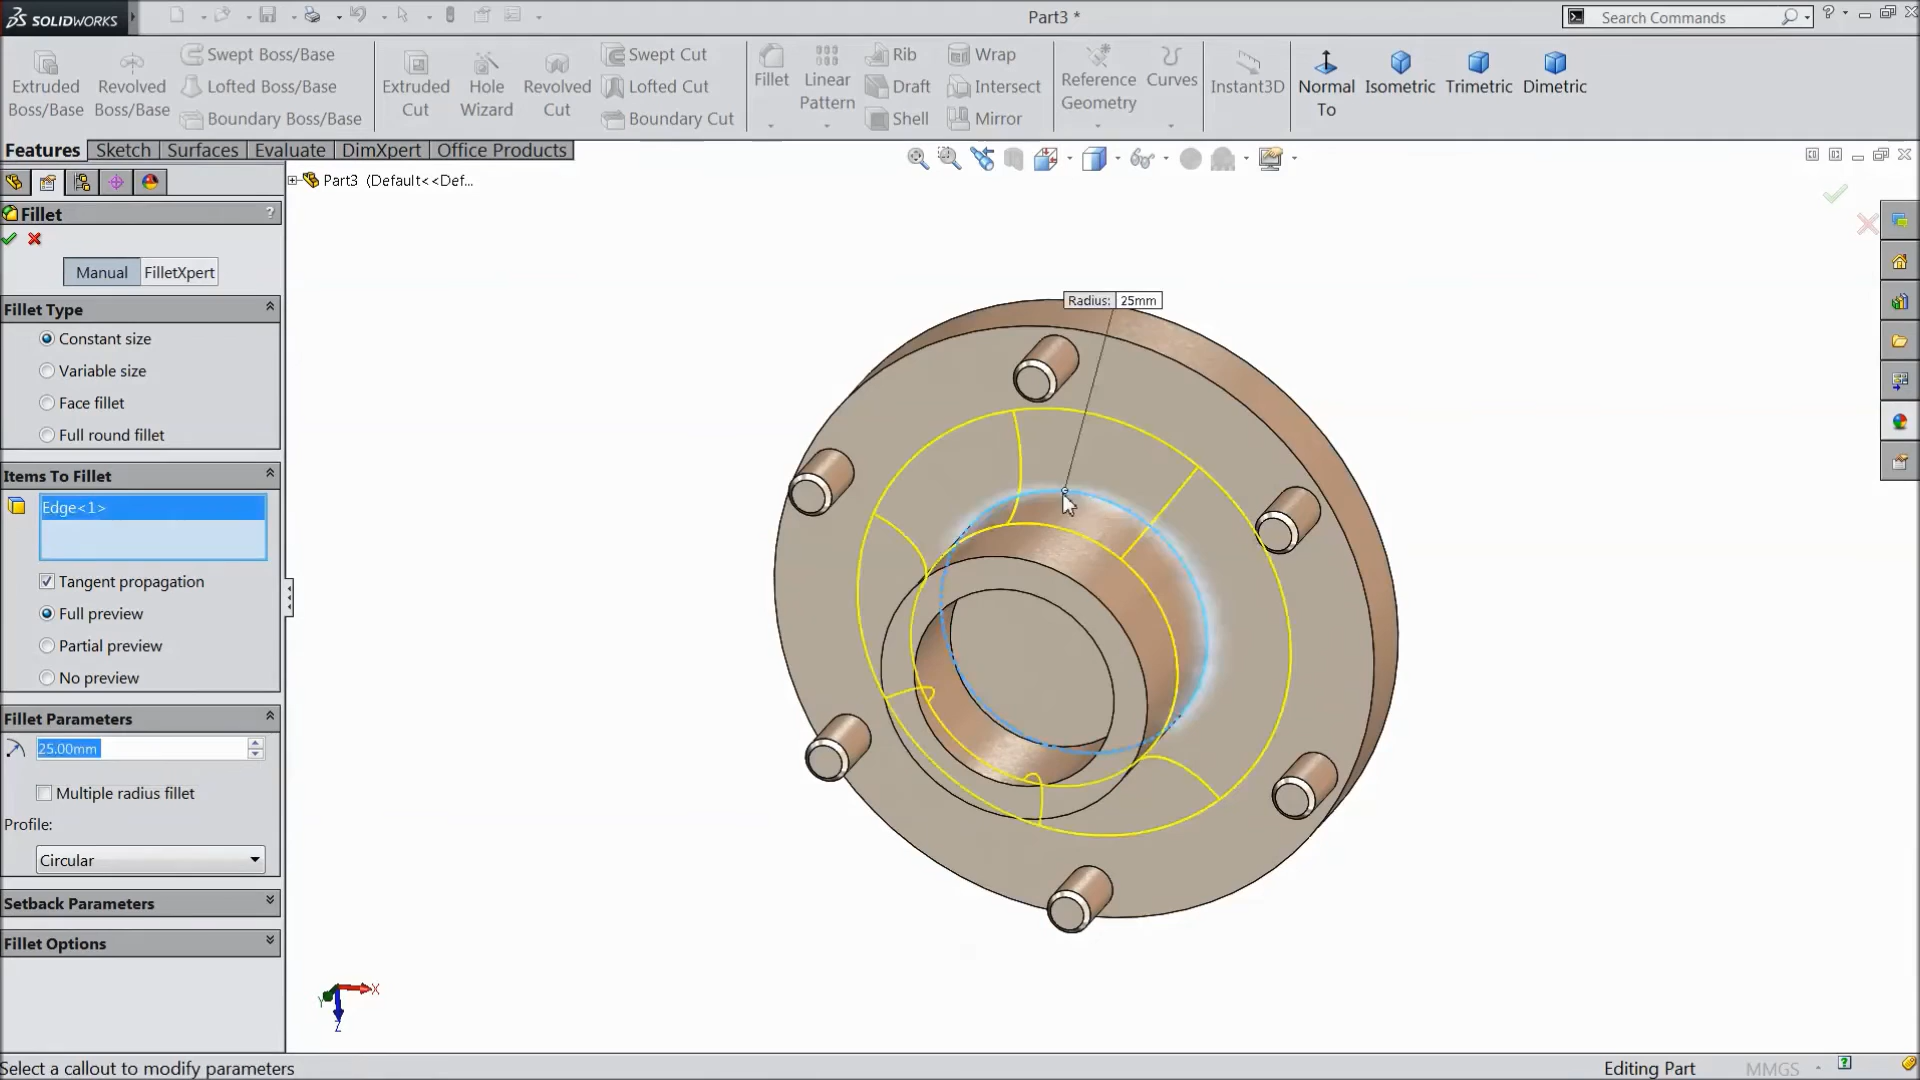 SOLIDWORKS
Part3 *
Search Commands
Extruded Boss/Base
Revolved Boss/Base
Swept Boss/Base
Lofted Boss/Base
Boundary Boss/Base
Extruded Cut
Hole Wizard
Revolved Cut
Swept Cut
Lofted Cut
Boundary Cut
Fillet
Linear Pattern
Rib
Draft
Shell
Wrap
Intersect
Mirror
Reference Geometry
Curves
Instant3D
Normal To
Isometric
Trimetric
Dimetric
Features
Sketch
Surfaces
Evaluate
DimXpert
Office Products
Part3 (Default<<Def...
Fillet
?
Manual
FilletXpert
Fillet Type
Constant size
Variable size
Face fillet
Full round fillet
Items To Fillet
Edge<1>
Tangent propagation
Full preview
Partial preview
No preview
Fillet Parameters
25.00mm
Multiple radius fillet
Profile:
Circular
Setback Parameters
Fillet Options
Radius: 25mm
X
Y
Z
Select a callout to modify parameters
Editing Part
MMGS